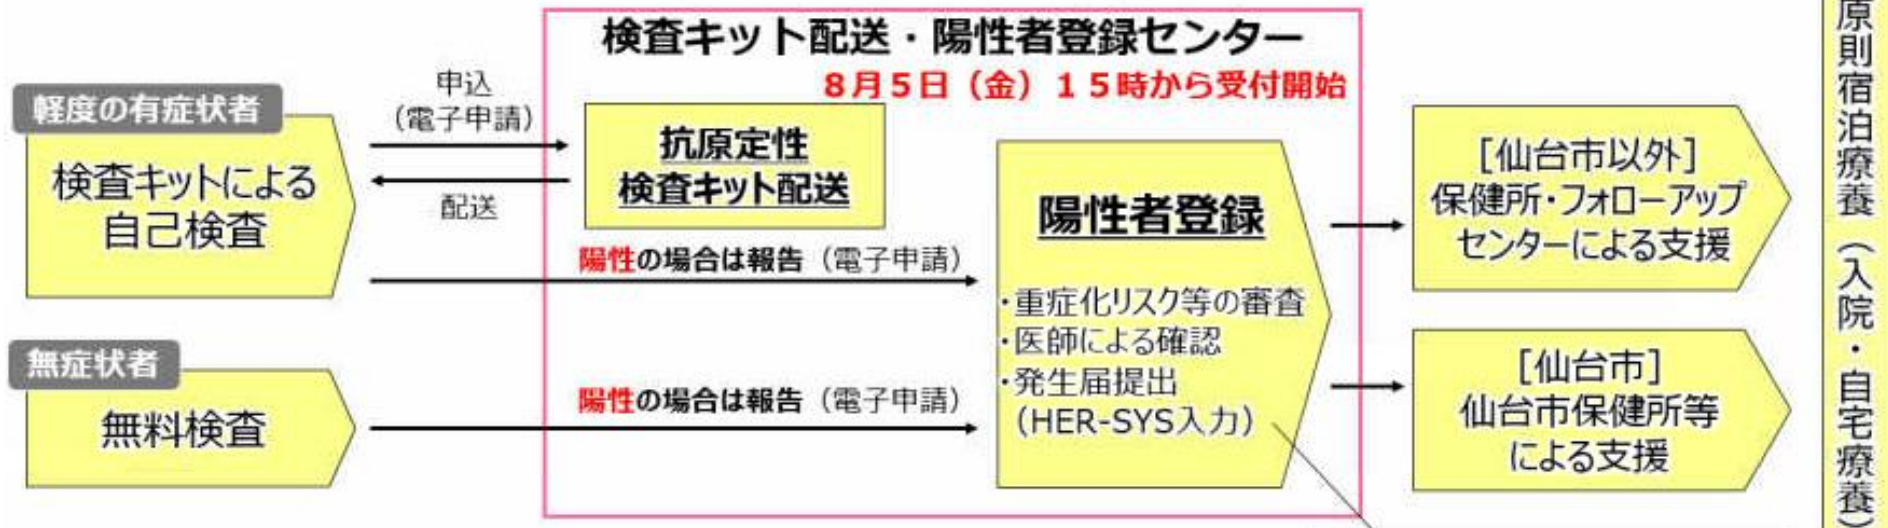 検査キット配送・陽性者登録センター
8月5日（金）15時から受付開始
軽度の有症状者
検査キットによる
自己検査
申込
（電子申請）
配送
抗原定性
検査キット配送
陽性の場合は報告（電子申請）
無症状者
無料検査
陽性の場合は報告（電子申請）
陽性者登録
・重症化リスク等の審査
・医師による確認
・発生届提出
（HER-SYS入力）
[仙台市以外]
保健所・フォローアップ
センターによる支援
[仙台市]
仙台市保健所等
による支援
原則宿泊療養（入院・自宅療養）